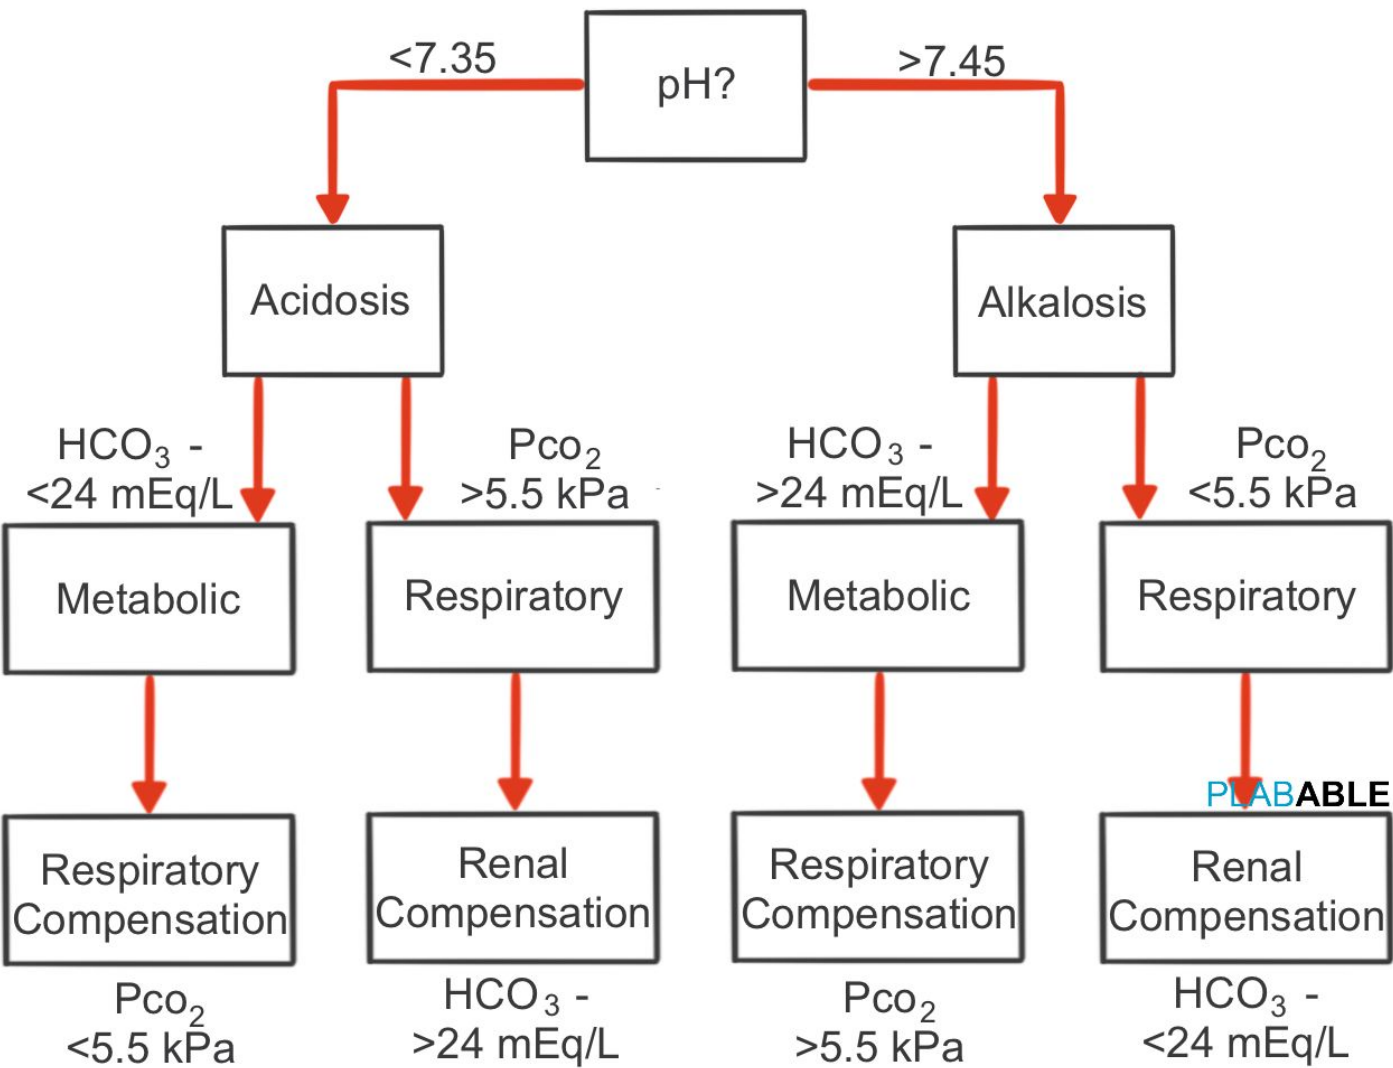 pH?
<7.35
>7.45
Acidosis
Alkalosis
HCO₃ -
<24 mEq/L
Pco₂
>5.5 kPa
HCO₃ -
>24 mEq/L
Pco₂
<5.5 kPa
Metabolic
Respiratory
Metabolic
Respiratory
PLABABLE
Respiratory
Compensation
Renal
Compensation
Respiratory
Compensation
Renal
Compensation
Pco₂
<5.5 kPa
HCO₃ -
>24 mEq/L
Pco₂
>5.5 kPa
HCO₃ -
<24 mEq/L